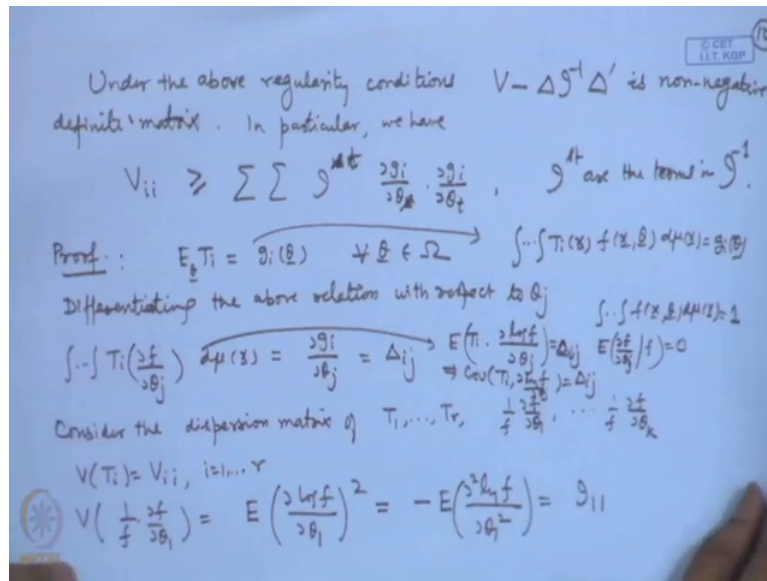 © CET
I.I.T. KGP
Under the above regularity conditions V − Δ 𝓘⁻¹ Δ′ is non-negative
definite matrix. In particular, we have
V_ii ≥ ΣΣ 𝓘^{st} ∂g_i/∂θ_s · ∂g_i/∂θ_t , 𝓘^{st} are the terms in 𝓘⁻¹.
Proof : E_θ T_i = g_i(θ) ∀ θ ∈ Ω ∫···∫ T_i(x) f(x, θ) dμ(x) = g_i(θ)
Differentiating the above relation with respect to θ_j ∫···∫ f(x, θ) dμ(x) = 1
∫···∫ T_i (∂f/∂θ_j) dμ(x) = ∂g_i/∂θ_j = Δ_ij E(T_i · ∂log f/∂θ_j) = Δ_ij E(∂f/∂θ_j / f) = 0
⇒ Cov(T_i, ∂log f/∂θ_j) = Δ_ij
Consider the dispersion matrix of T_1, ..., T_r, 1/f ∂f/∂θ_1, ... 1/f ∂f/∂θ_k
V(T_i) = V_ii, i=1,... r
V(1/f · ∂f/∂θ_1) = E(∂log f/∂θ_1)² = −E(∂²log f/∂θ_1²) = 𝓘_11